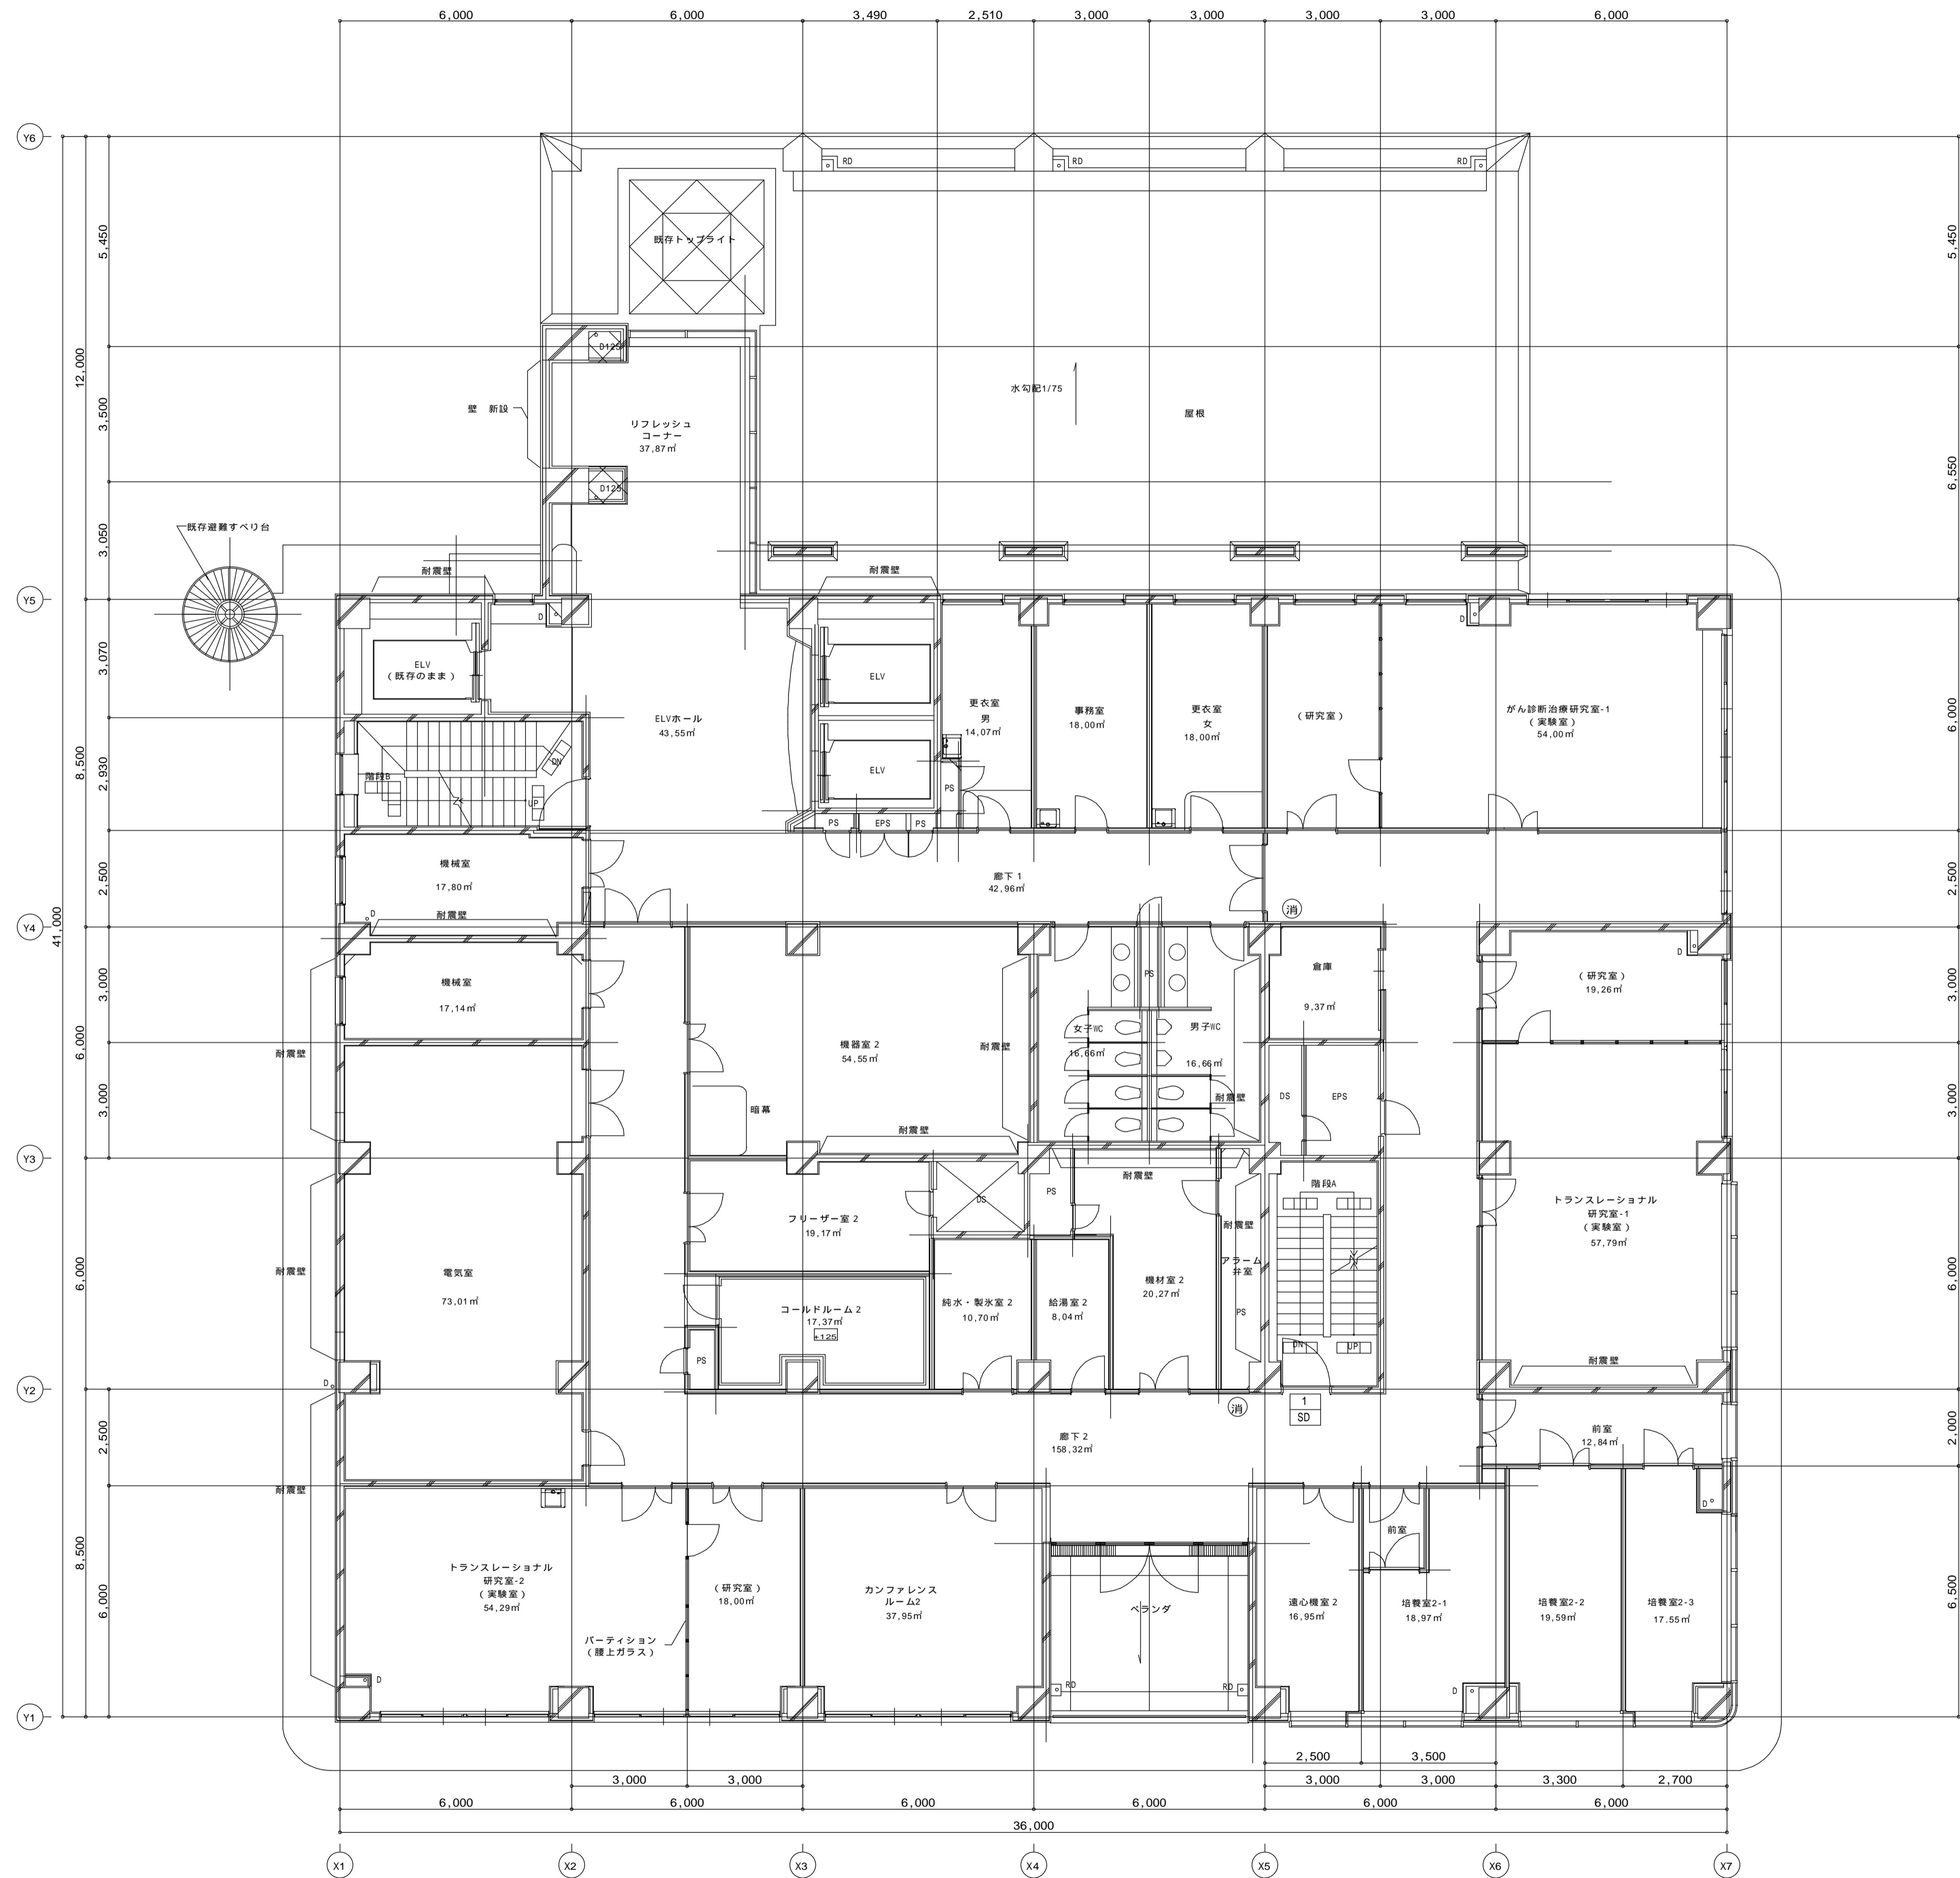 6,000
6,000
3,490
2,510
3,000
3,000
3,000
3,000
6,000
Y6
RD
RD
RD
5,450
5,450
既存トップライト
12,000
D125
水勾配1/75
壁 新設
屋根
3,500
リフレッシュ
コーナー
37,87㎡
6,550
D125
既存避難すべり台
3,050
耐震壁
耐震壁
Y5
D
D
3,070
ELV
(既存のまま)
ELV
更衣室
男
14,07㎡
事務室
18,00㎡
更衣室
女
18,00㎡
(研究室)
がん診断治療研究室-1
(実験室)
54,00㎡
6,000
ELVホール
43,55㎡
8,500
2,930
DN
階段B
UP
ELV
PS
PS
EPS
PS
機械室
17,80㎡
2,500
廊下1
42,96㎡
2,500
D
耐震壁
消
Y4
41,000
D
倉庫
9,37㎡
(研究室)
19,26㎡
PS
機械室
17,14㎡
3,000
3,000
女子WC
16,66㎡
男子WC
16,66㎡
機器室2
54,55㎡
耐震壁
耐震壁
6,000
3,000
3,000
DS
EPS
耐震壁
暗幕
耐震壁
Y3
耐震壁
階段A
DS
PS
トランスレーショナル
研究室-1
(実験室)
57,79㎡
フリーザー室2
19,17㎡
耐震壁
アラーム
弁室
耐震壁
電気室
73,01㎡
6,000
6,000
機材室2
20,27㎡
コールドルーム2
17,37㎡
+125
純水・製氷室2
10,70㎡
給湯室2
8,04㎡
PS
DN
UP
PS
耐震壁
D
Y2
消
1
SD
2,500
廊下2
158,32㎡
前室
12,84㎡
2,000
耐震壁
D
前室
8,500
トランスレーショナル
研究室-2
(実験室)
54,29㎡
(研究室)
18,00㎡
カンファレンス
ルーム2
37,95㎡
ベランダ
遠心機室2
16,95㎡
培養室2-1
18,97㎡
培養室2-2
19,59㎡
培養室2-3
17.55㎡
6,000
6,500
パーティション
(腰上ガラス)
D
RD
RD
D
Y1
2,500
3,500
3,000
3,000
3,000
3,000
3,300
2,700
6,000
6,000
6,000
6,000
6,000
6,000
36,000
X1
X2
X3
X4
X5
X6
X7